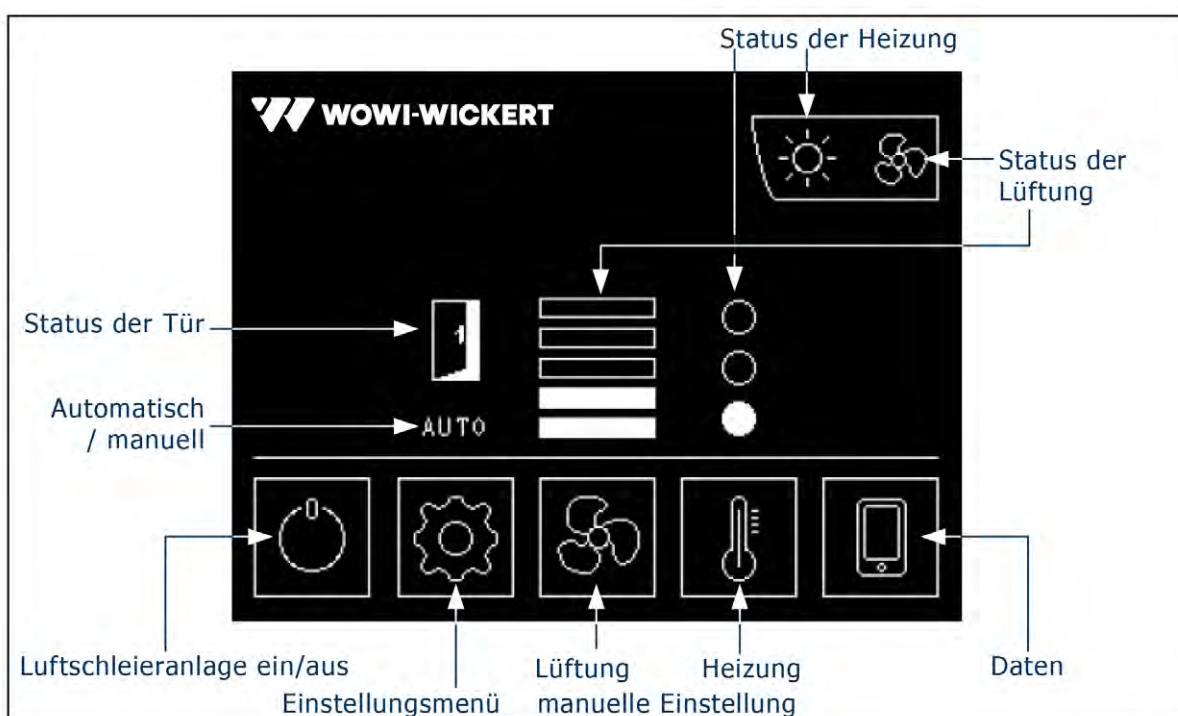 Status der Heizung
WOWI-WICKERT
Status der
Lüftung
Status der Tür
Automatisch
/ manuell
AUTO
Luftschleieranlage ein/aus
Einstellungsmenü
Lüftung
Heizung
manuelle Einstellung
Daten